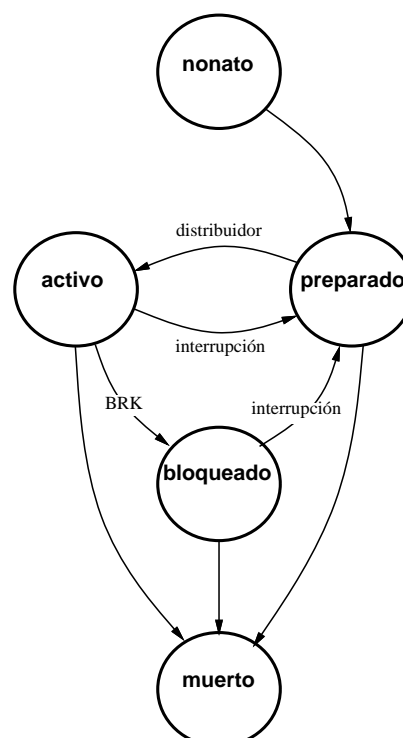 nonato
distribuidor
activo
preparado
interrupción
BRK
interrupción
bloqueado
muerto